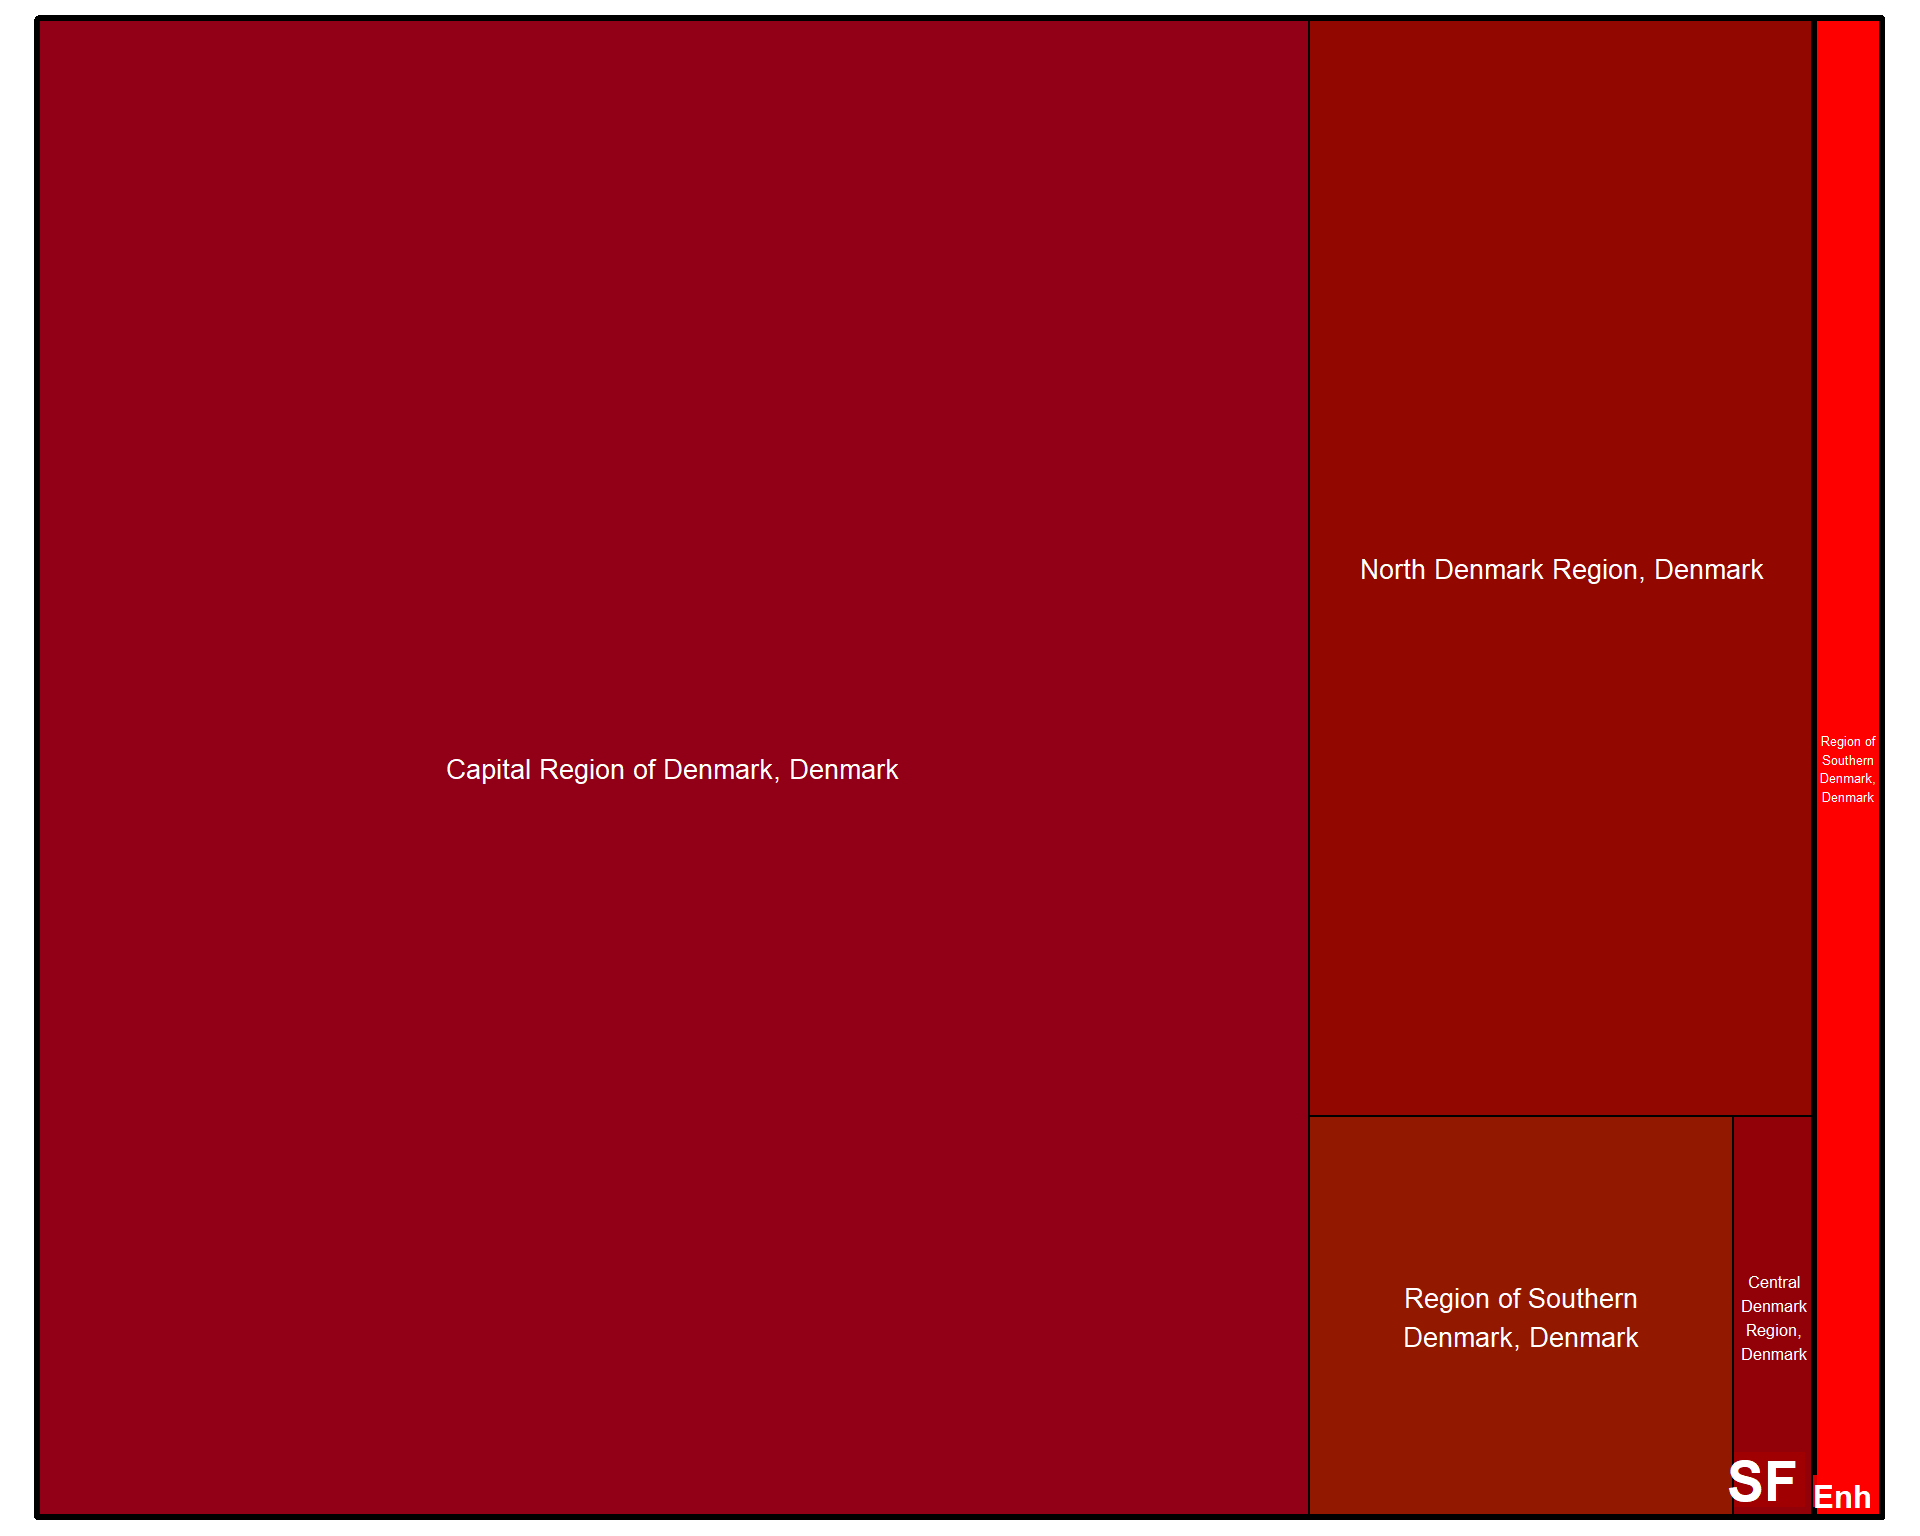 Capital Region of Denmark, Denmark
North Denmark Region, Denmark
Region of Southern
Denmark, Denmark
Central
Denmark
Region,
Denmark
SF
Region of
Southern
Denmark,
Denmark
Enh